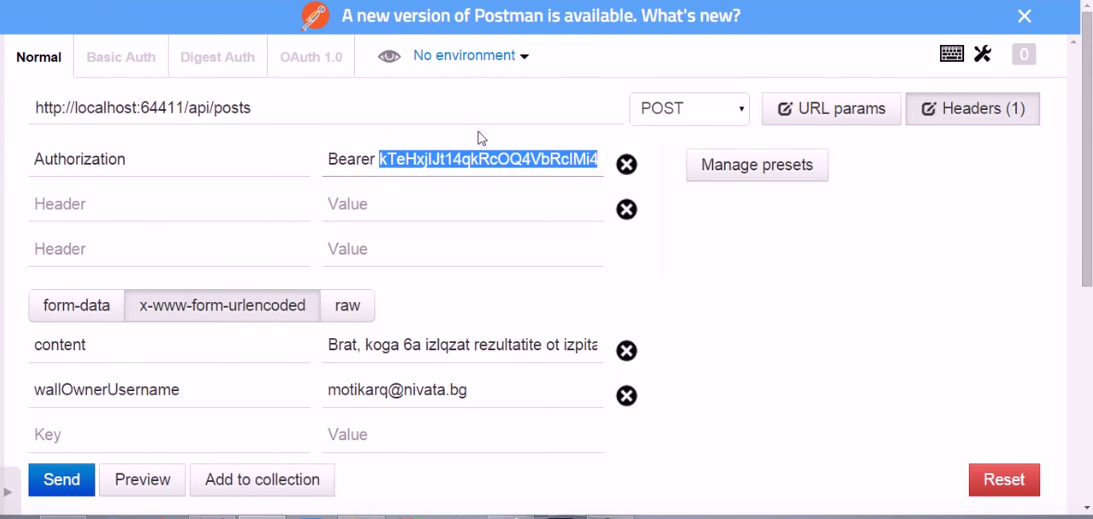 A new version of Postman is available. What's new?
Normal Basic Auth Digest Auth OAuth 1.0 No environment 0
http://localhost:64411/api/posts POST URL params Headers (1)
Authorization Bearer kTeHxjlJt14qkRcOQ4VbRclMi4 Manage presets
Header Value
Header Value
form-data x-www-form-urlencoded raw
content Brat, koga 6a izlqzat rezultatite ot izpita
wallOwnerUsername motikarq@nivata.bg
Key Value
Send Preview Add to collection Reset